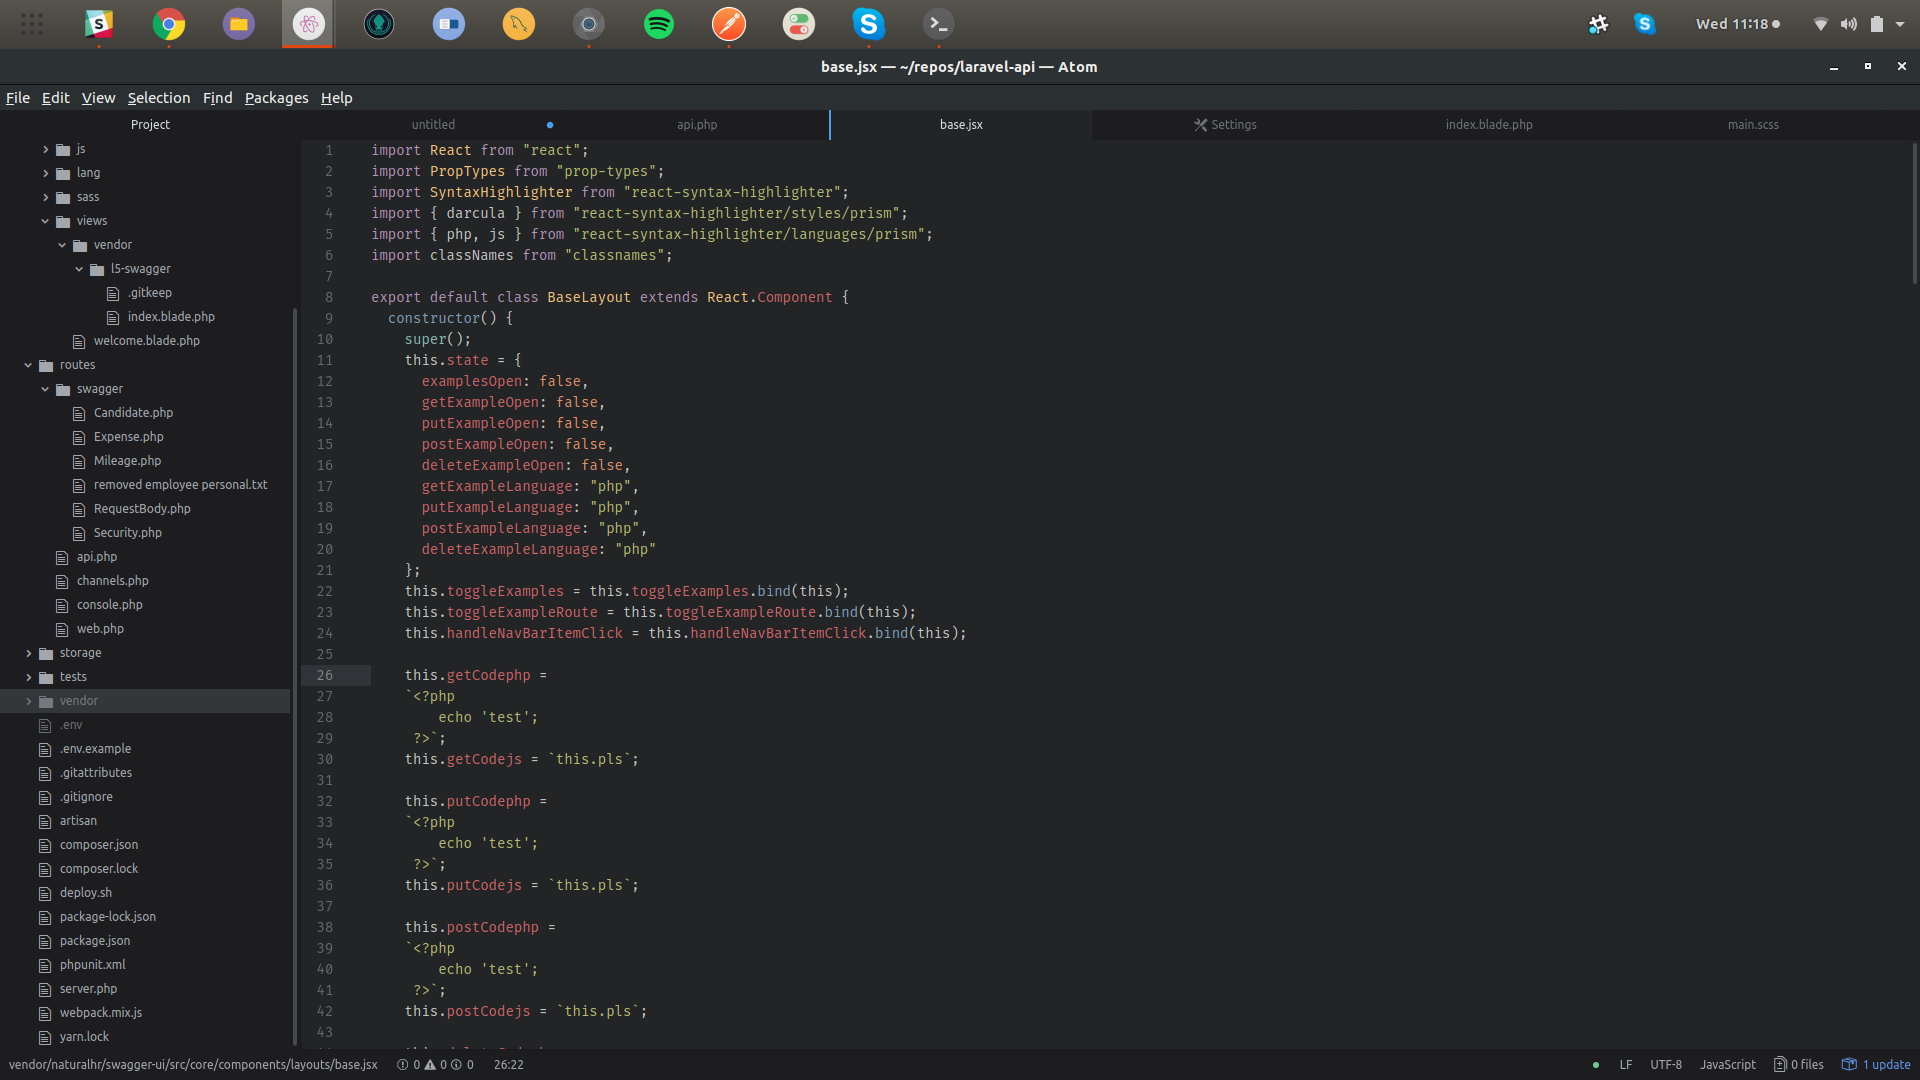 Wed 11:18
base.jsx — ~/repos/laravel-api — Atom
File Edit View Selection Find Packages Help
Project
js
lang
sass
views
vendor
l5-swagger
.gitkeep
index.blade.php
welcome.blade.php
routes
swagger
Candidate.php
Expense.php
Mileage.php
removed employee personal.txt
RequestBody.php
Security.php
api.php
channels.php
console.php
web.php
storage
tests
vendor
.env
.env.example
.gitattributes
.gitignore
artisan
composer.json
composer.lock
deploy.sh
package-lock.json
package.json
phpunit.xml
server.php
webpack.mix.js
yarn.lock
untitled api.php base.jsx Settings index.blade.php main.scss
1 import React from "react";
2 import PropTypes from "prop-types";
3 import SyntaxHighlighter from "react-syntax-highlighter";
4 import { darcula } from "react-syntax-highlighter/styles/prism";
5 import { php, js } from "react-syntax-highlighter/languages/prism";
6 import classNames from "classnames";
7
8 export default class BaseLayout extends React.Component {
9 constructor() {
10 super();
11 this.state = {
12 examplesOpen: false,
13 getExampleOpen: false,
14 putExampleOpen: false,
15 postExampleOpen: false,
16 deleteExampleOpen: false,
17 getExampleLanguage: "php",
18 putExampleLanguage: "php",
19 postExampleLanguage: "php",
20 deleteExampleLanguage: "php"
21 };
22 this.toggleExamples = this.toggleExamples.bind(this);
23 this.toggleExampleRoute = this.toggleExampleRoute.bind(this);
24 this.handleNavBarItemClick = this.handleNavBarItemClick.bind(this);
25
26 this.getCodephp =
27 `<?php
28 echo 'test';
29 ?>`;
30 this.getCodejs = `this.pls`;
31
32 this.putCodephp =
33 `<?php
34 echo 'test';
35 ?>`;
36 this.putCodejs = `this.pls`;
37
38 this.postCodephp =
39 `<?php
40 echo 'test';
41 ?>`;
42 this.postCodejs = `this.pls`;
43
vendor/naturalhr/swagger-ui/src/core/components/layouts/base.jsx 0 0 0 26:22 LF UTF-8 JavaScript 0 files 1 update